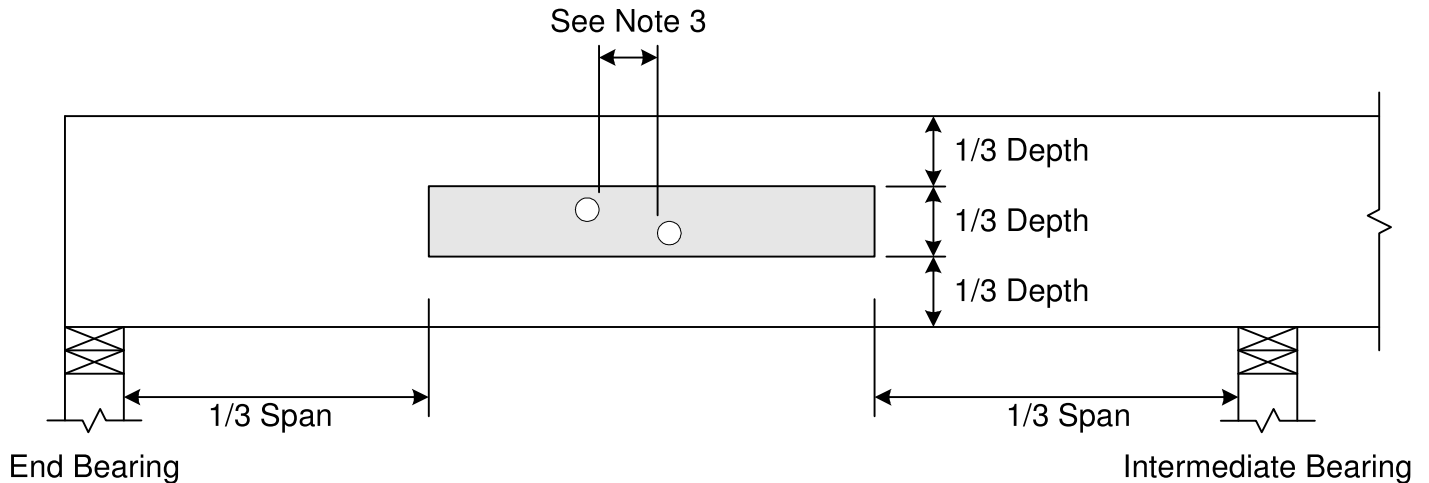 See Note 3
1/3 Depth
1/3 Depth
1/3 Depth
1/3 Span
1/3 Span
End Bearing
Intermediate Bearing